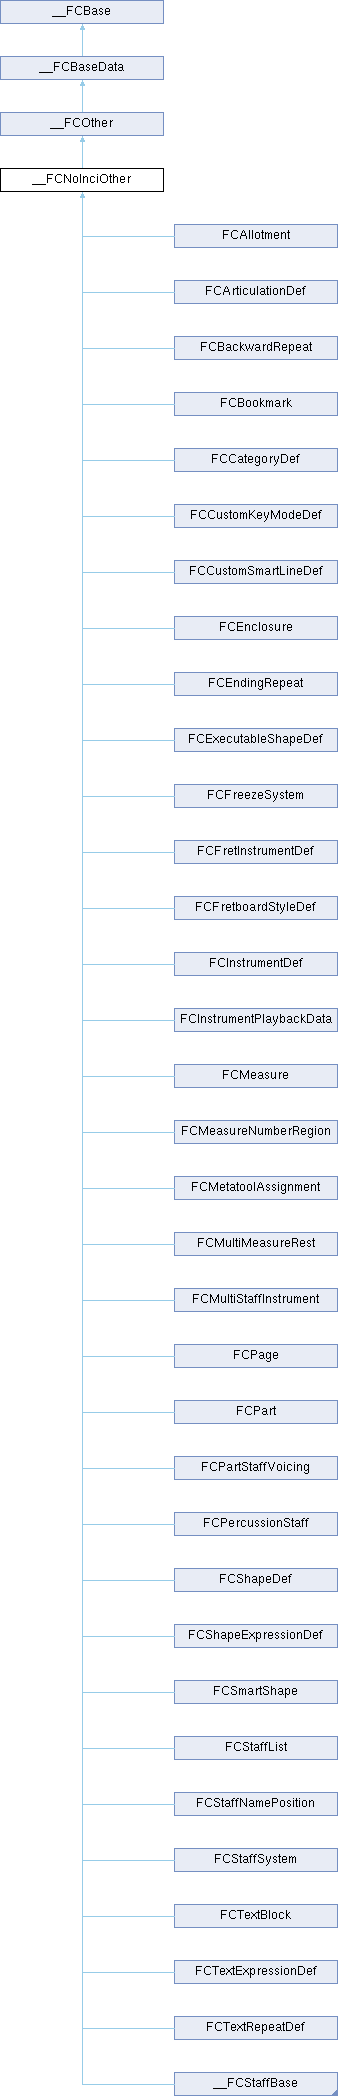 __FCBase
__FCBaseData
__FCOther
__FCNoInciOther
FCAllotment
FCArticulationDef
FCBackwardRepeat
FCBookmark
FCCategoryDef
FCCustomKeyModeDef
FCCustomSmartLineDef
FCEnclosure
FCEndingRepeat
FCExecutableShapeDef
FCFreezeSystem
FCFretInstrumentDef
FCFretboardStyleDef
FCInstrumentDef
FCInstrumentPlaybackData
FCMeasure
FCMeasureNumberRegion
FCMetatoolAssignment
FCMultiMeasureRest
FCMultiStaffInstrument
FCPage
FCPart
FCPartStaffVoicing
FCPercussionStaff
FCShapeDef
FCShapeExpressionDef
FCSmartShape
FCStaffList
FCStaffNamePosition
FCStaffSystem
FCTextBlock
FCTextExpressionDef
FCTextRepeatDef
__FCStaffBase